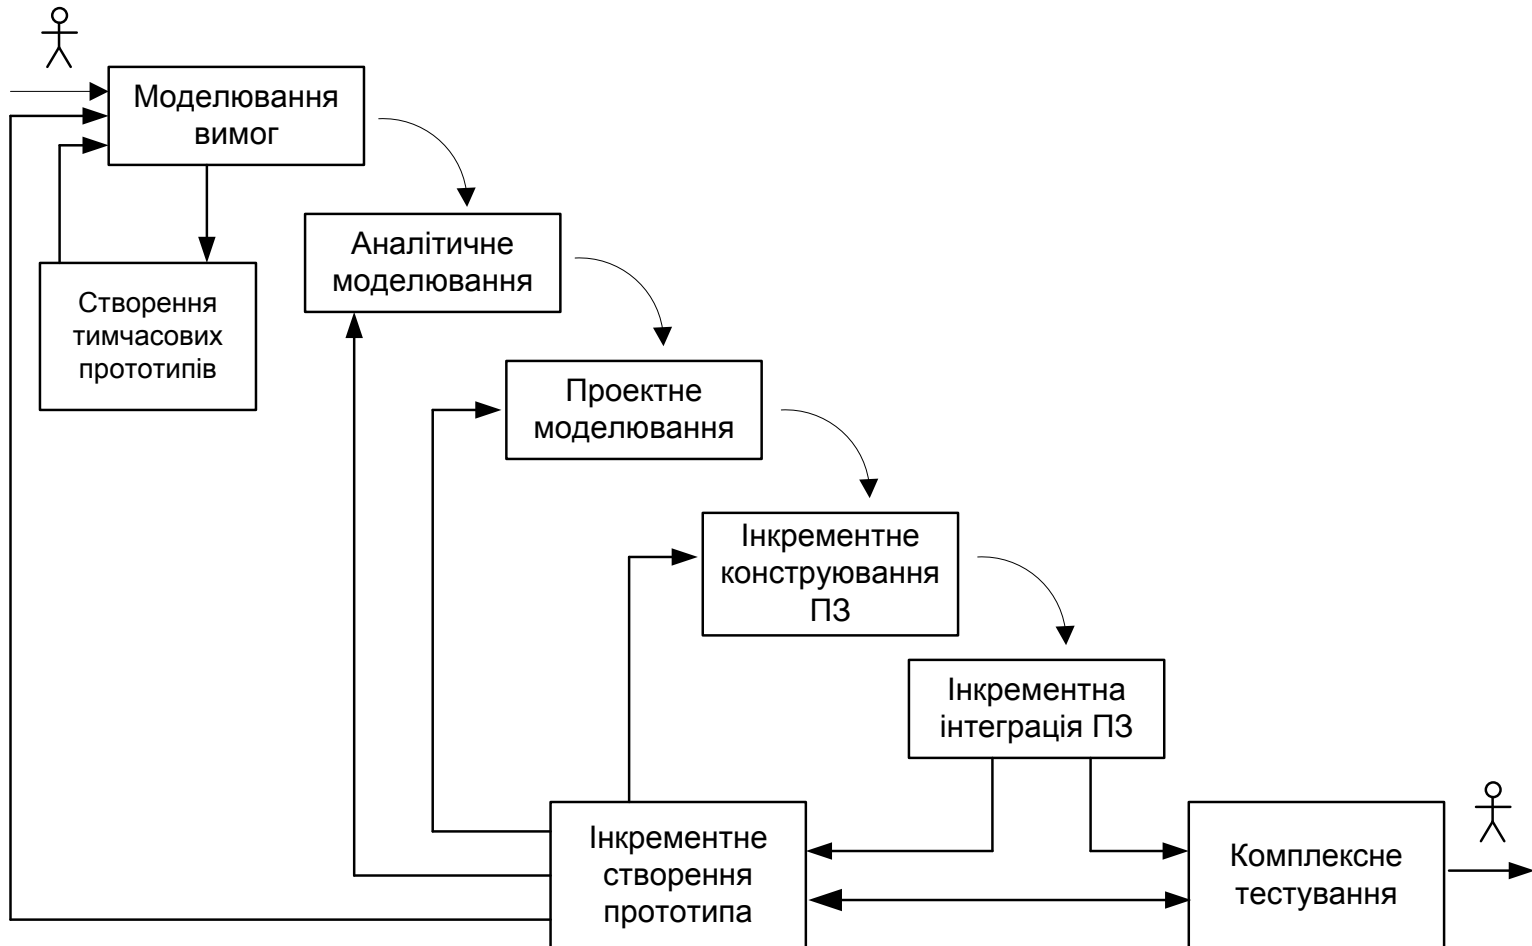 Моделювання
вимог
Аналітичне
моделювання
Створення
тимчасових
прототипів
Проектне
моделювання
Інкрементне
конструювання
ПЗ
Інкрементна
інтеграція ПЗ
Інкрементне
створення
прототипа
Комплексне
тестування